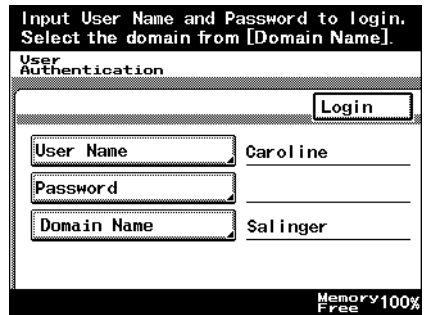 Input User Name and Password to login.
Select the domain from [Domain Name].
User
Authentication
Login
User Name Caroline
Password
Domain Name Salinger
Memory
Free 100%